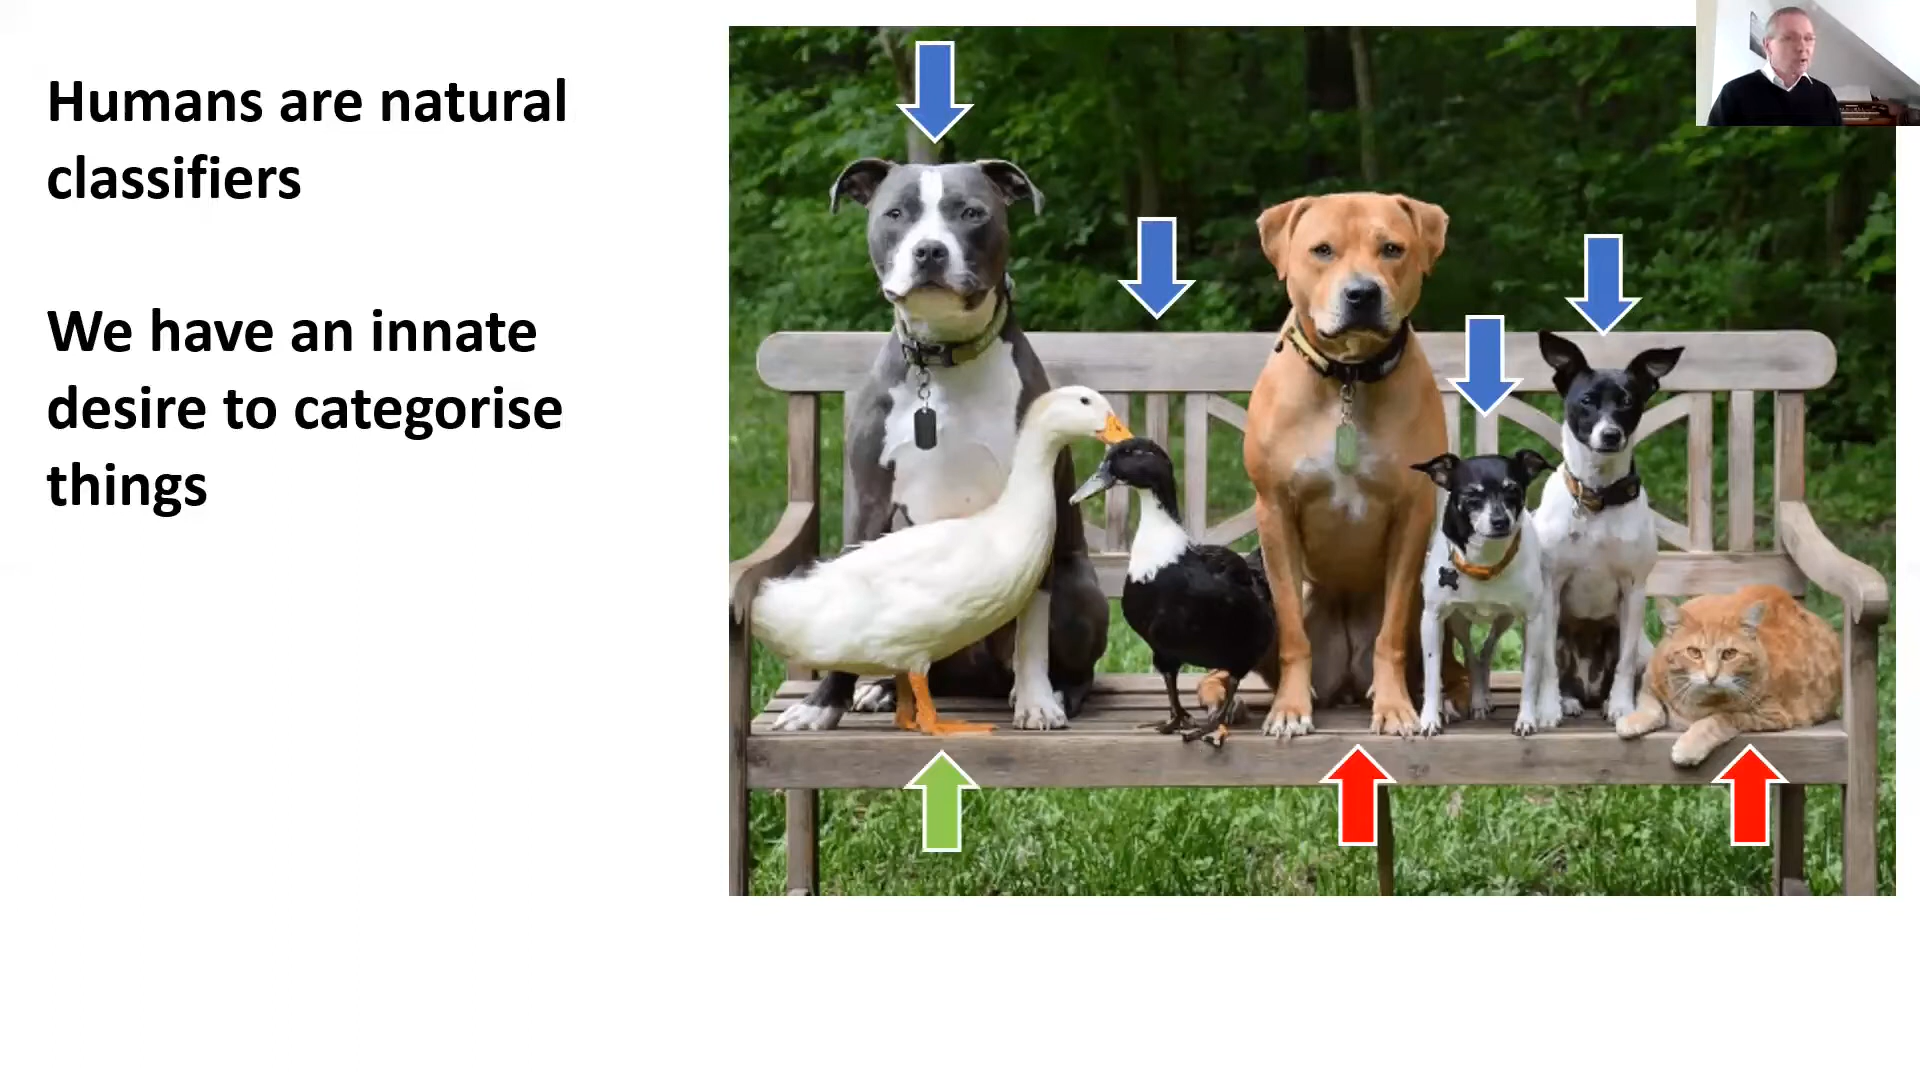 Humans are natural
classifiers
We have an innate
desire to categorise
things